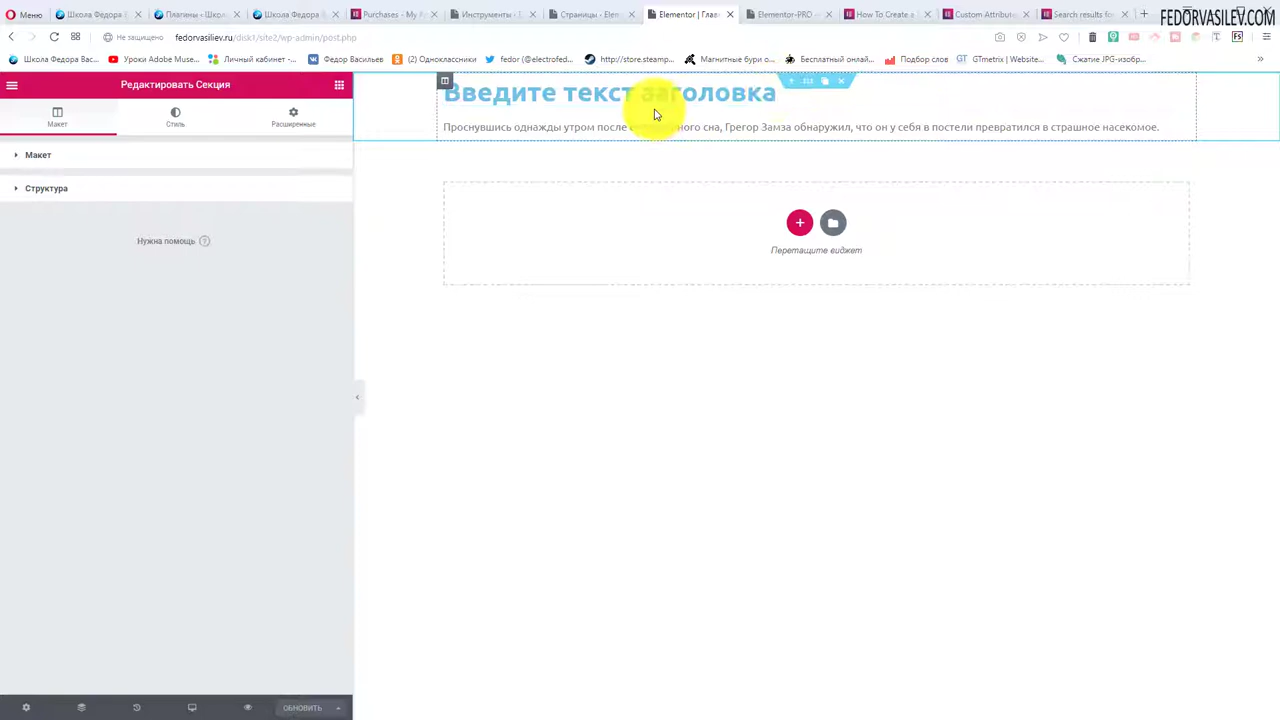 Меню
Школа Федора
Плагины ‹ Школ
Школа Федора
Purchases - My A
Инструменты ‹ E
Страницы ‹ Elen
Elementor | Глав
Elementor-PRO –
How To Create a
Custom Attribut
Search results fo
FEDORVASILEV.COM
Не защищено
fedorvasiliev.ru/disk1/site2/wp-admin/post.php
Школа Федора Вас...
Уроки Adobe Muse...
Личный кабинет -...
Федор Васильев
(2) Одноклассники
fedor (@electrofed...
http://store.steamp...
Магнитные бури о...
Бесплатный онлай...
Подбор слов
GTmetrix | Website...
Сжатие JPG-изобр...
Редактировать Секция
Макет
Стиль
Расширенные
Макет
Структура
Нужна помощь
Введите текст заголовка
Проснувшись однажды утром после беспокойного сна, Грегор Замза обнаружил, что он у себя в постели превратился в страшное насекомое.
Перетащите виджет
ОБНОВИТЬ